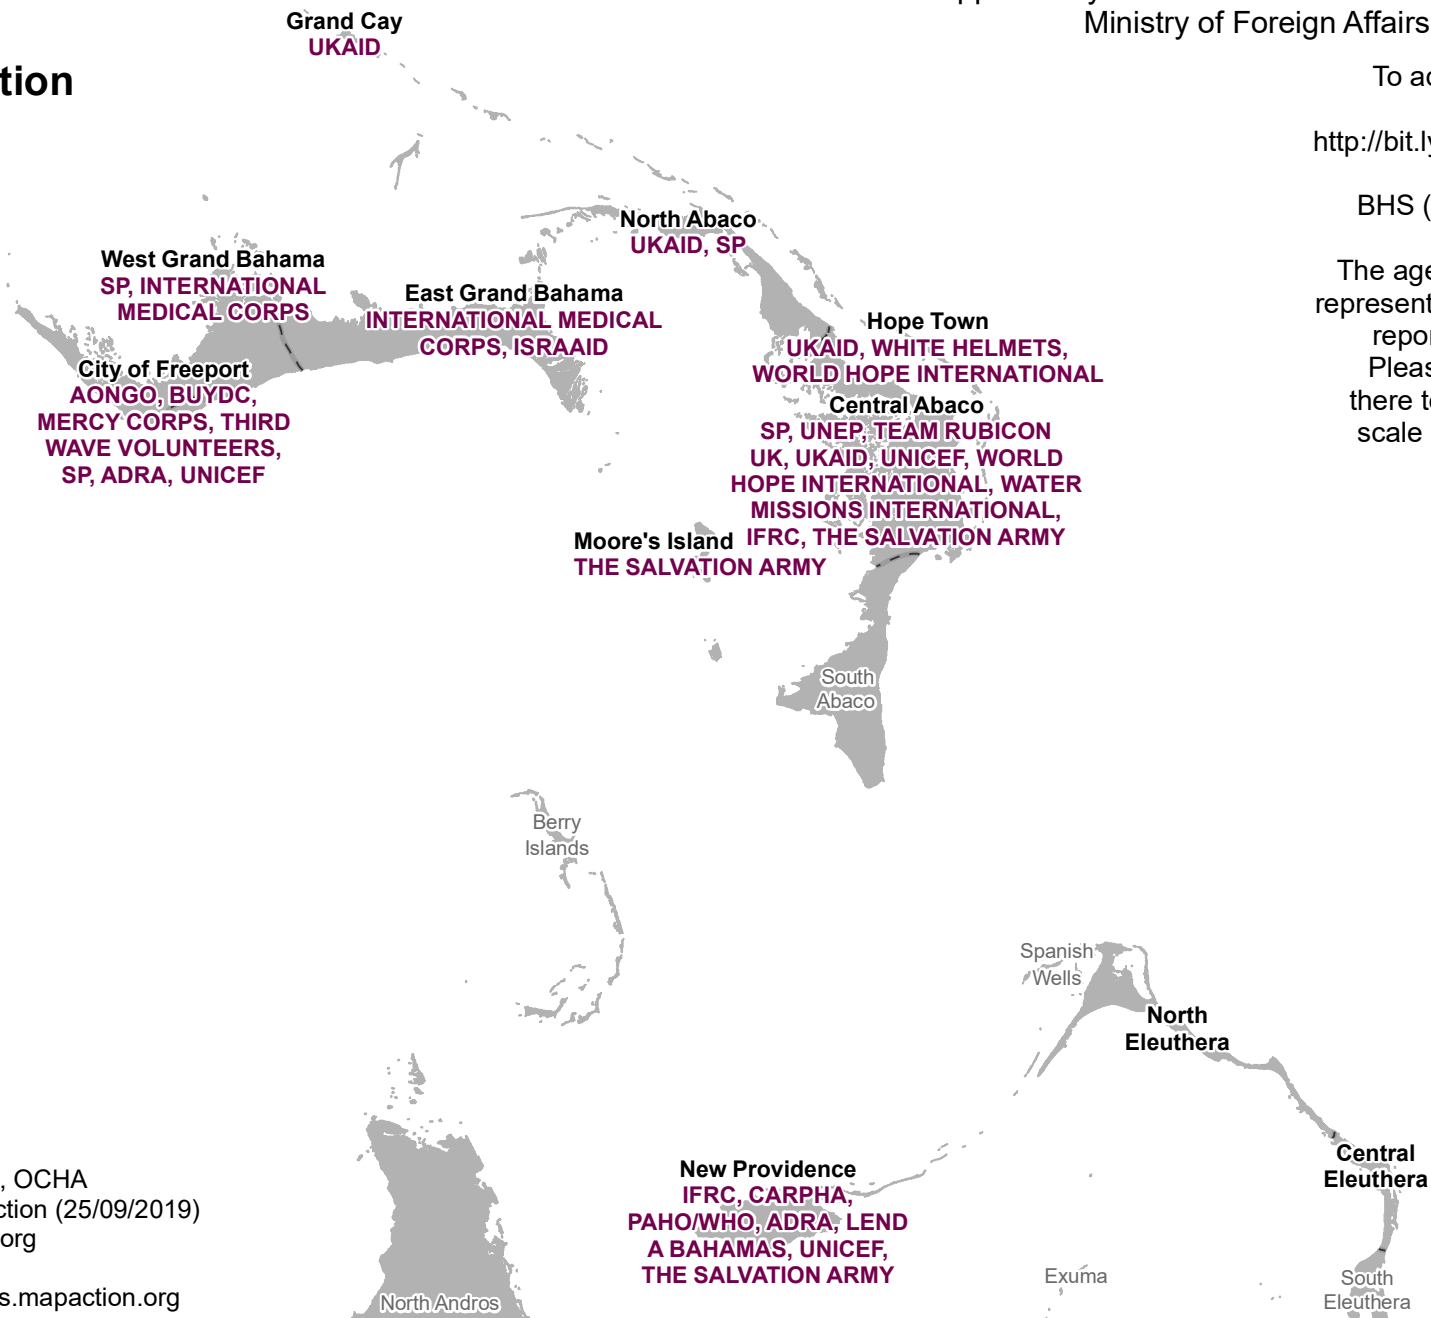 Grand Cay
UKAID
Ministry of Foreign Affairs
tion
To
http://bit.ly
BHS (
The
represent
Pleas
there
scale
North Abaco
UKAID, SP
West Grand Bahama
SP, INTERNATIONAL
MEDICAL CORPS
East Grand Bahama
INTERNATIONAL MEDICAL
CORPS, ISRAAID
Hope Town
UKAID, WHITE HELMETS,
WORLD HOPE INTERNATIONAL
City of Freeport
AONGO, BUYDC,
MERCY CORPS, THIRD
WAVE VOLUNTEERS,
SP, ADRA, UNICEF
Central Abaco
SP, UNEP, TEAM RUBICON
UK, UKAID, UNICEF, WORLD
HOPE INTERNATIONAL, WATER
MISSIONS INTERNATIONAL,
IFRC, THE SALVATION ARMY
Moore's Island
THE SALVATION ARMY
South
Abaco
Berry
Islands
Spanish
Wells
North
Eleuthera
Central
Eleuthera
New Providence
IFRC, CARPHA,
PAHO/WHO, ADRA, LEND
A BAHAMAS, UNICEF,
THE SALVATION ARMY
, OCHA
ction (25/09/2019)
org
s.mapaction.org
North Andros
Exuma
South
Eleuthera